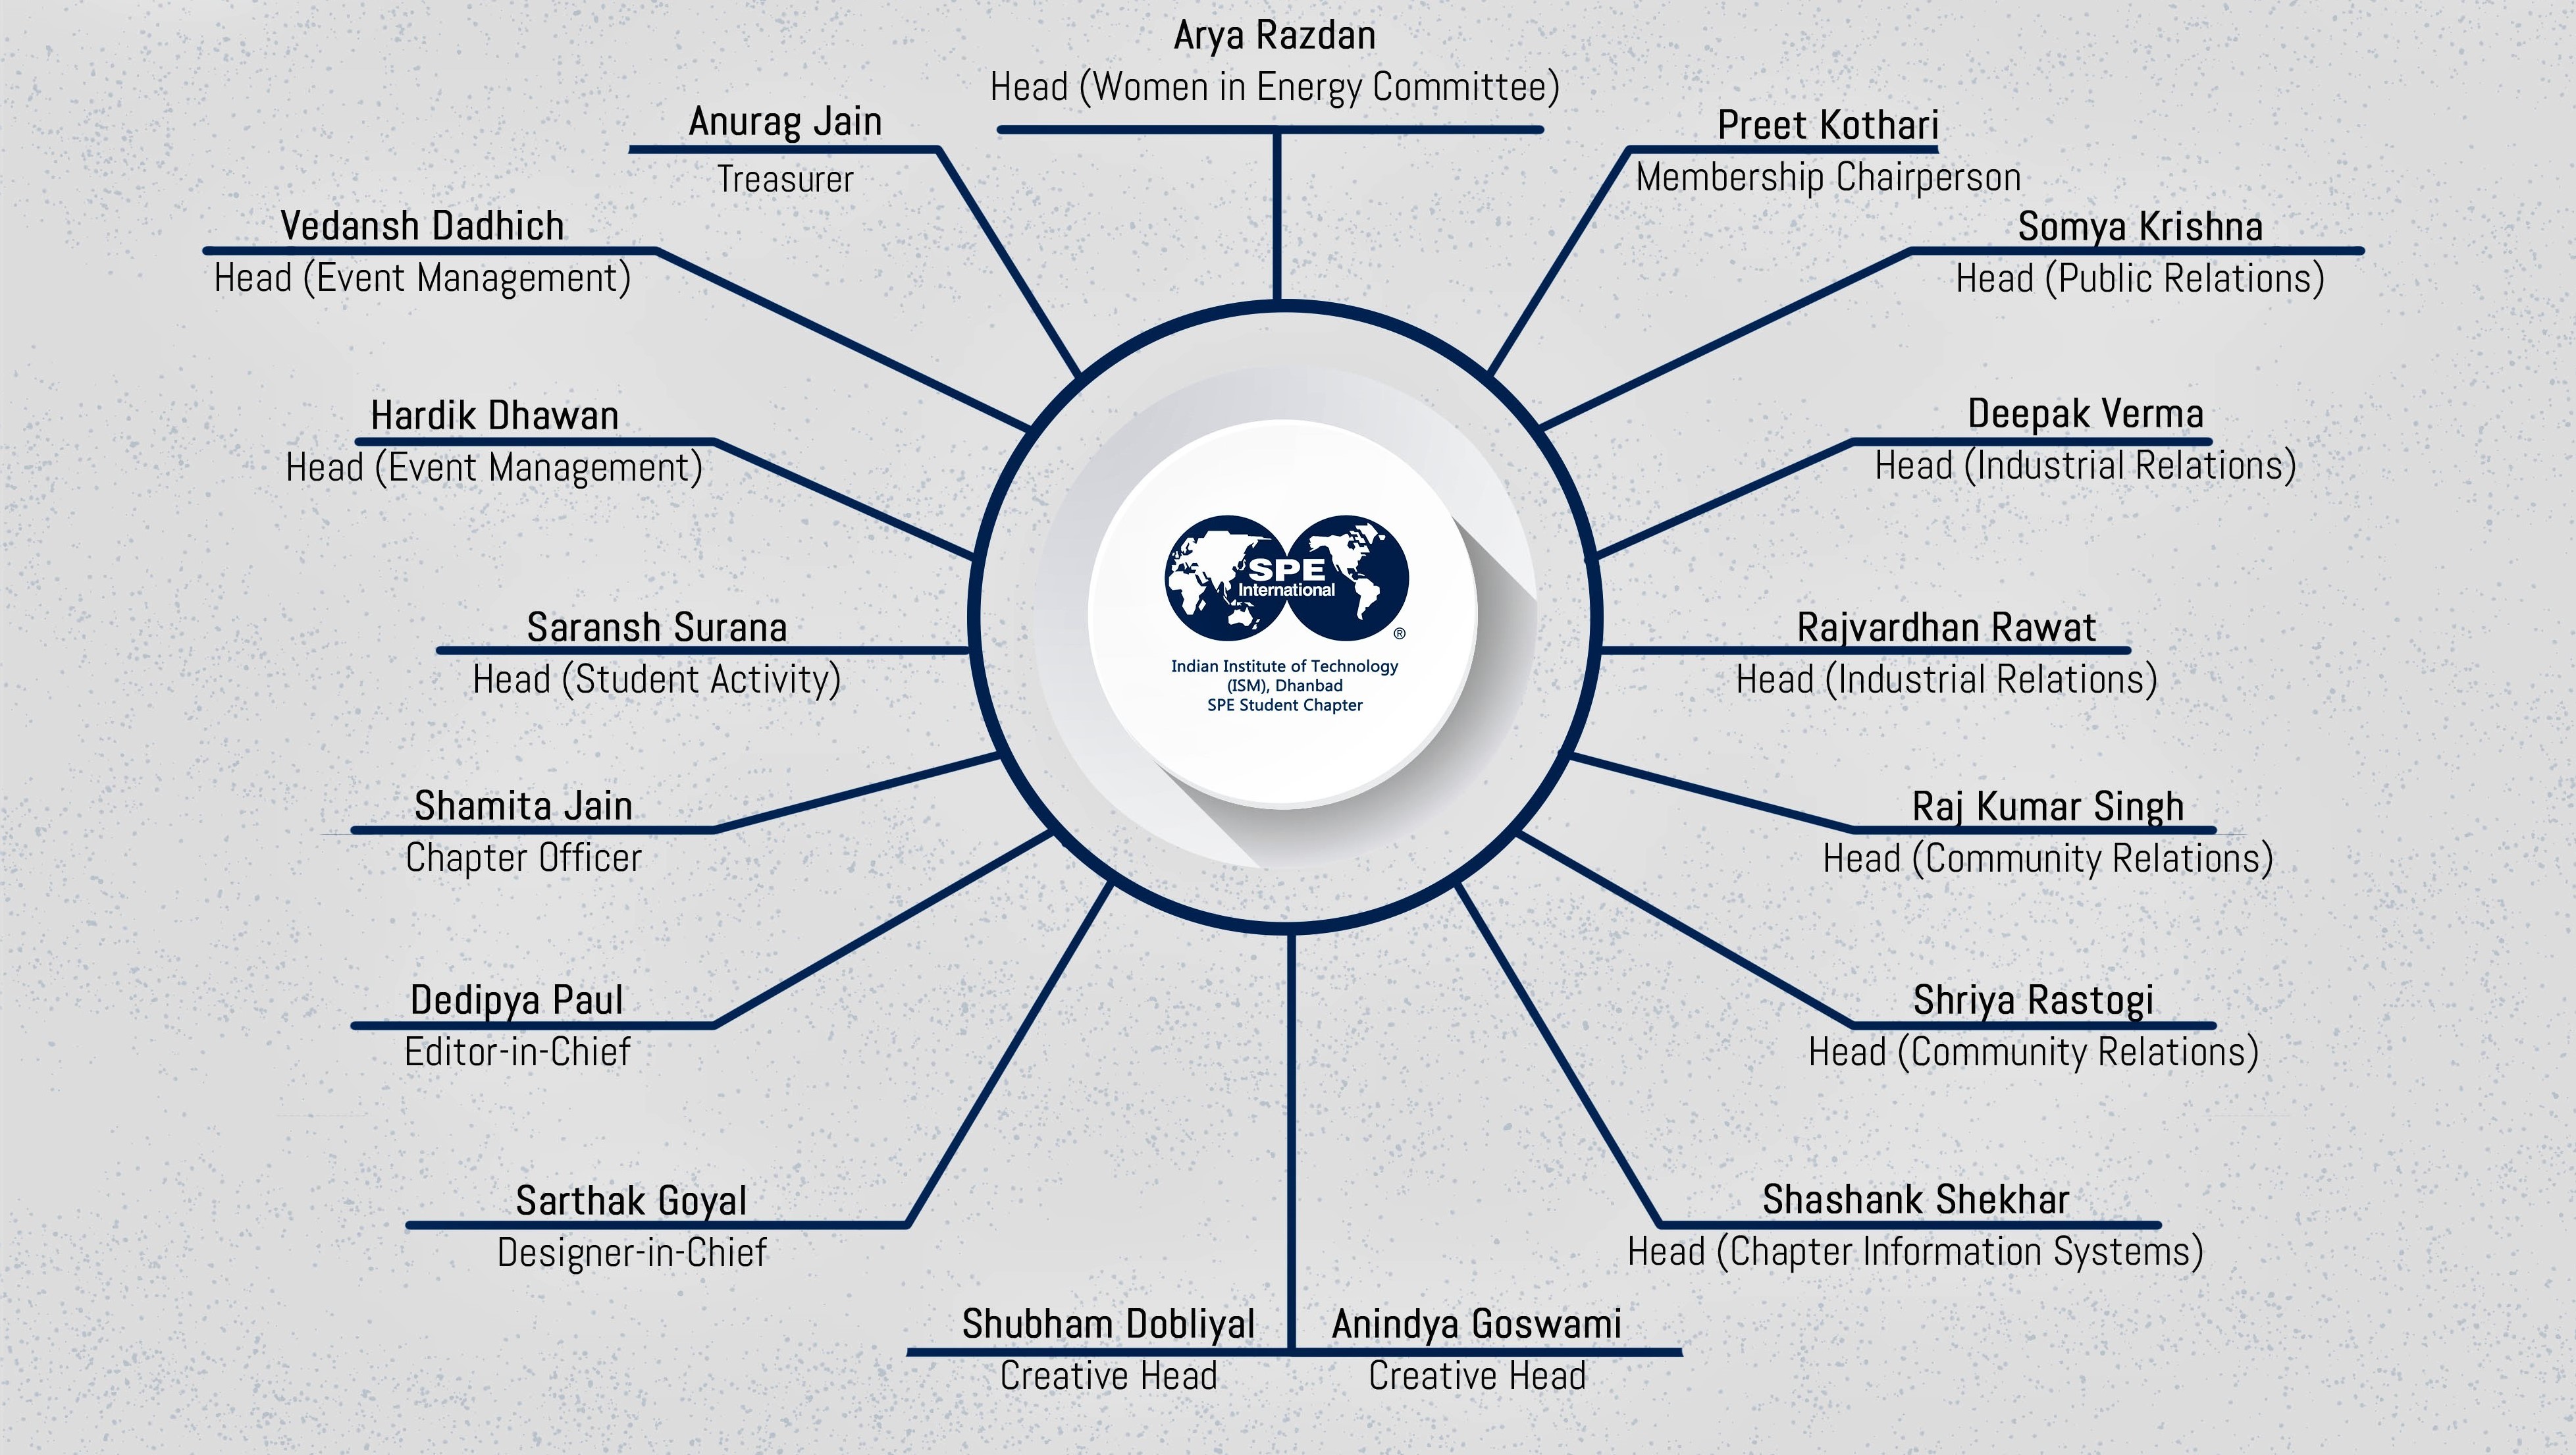 Arya Razdan
Head (Women in Energy Committee)
Anurag Jain
Treasurer
Preet Kothari
Membership Chairperson
Vedansh Dadhich
Head (Event Management)
Somya Krishna
Head (Public Relations)
Hardik Dhawan
Head (Event Management)
Deepak Verma
Head (Industrial Relations)
SPE
International
®
Indian Institute of Technology
(ISM), Dhanbad
SPE Student Chapter
Saransh Surana
Head (Student Activity)
Rajvardhan Rawat
Head (Industrial Relations)
Shamita Jain
Chapter Officer
Raj Kumar Singh
Head (Community Relations)
Dedipya Paul
Editor-in-Chief
Shriya Rastogi
Head (Community Relations)
Sarthak Goyal
Designer-in-Chief
Shashank Shekhar
Head (Chapter Information Systems)
Shubham Dobliyal
Creative Head
Anindya Goswami
Creative Head